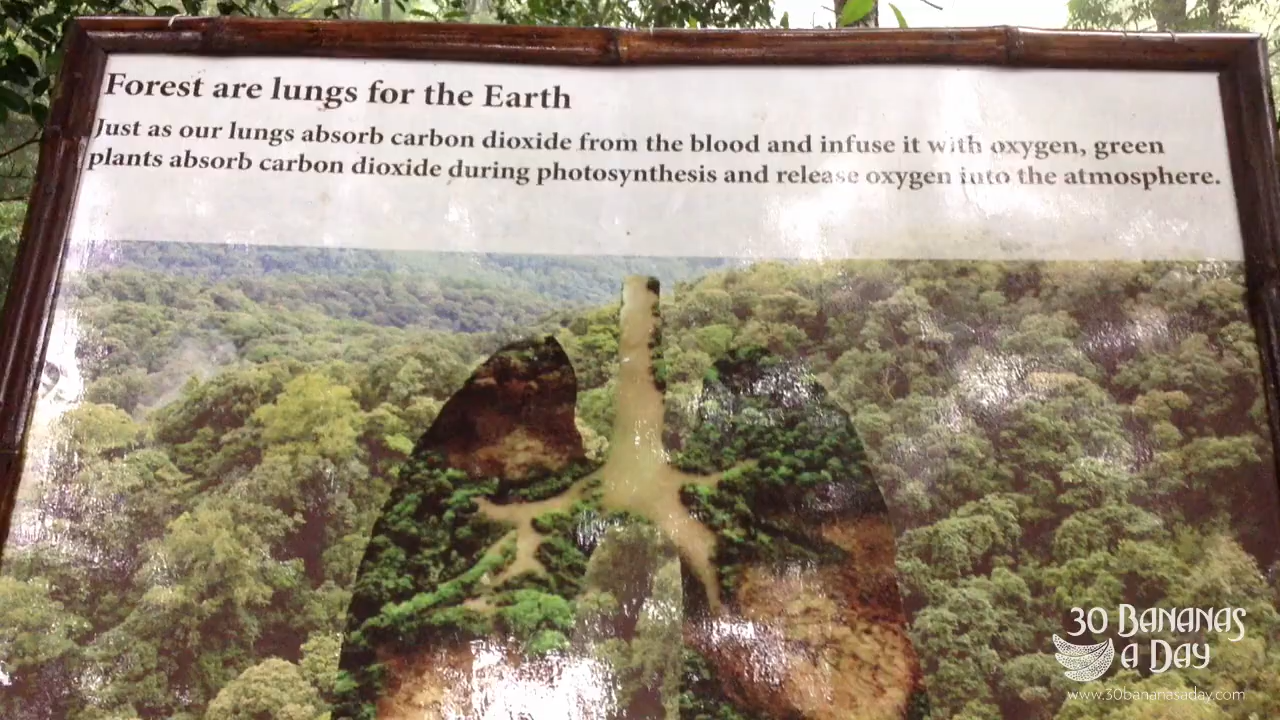 Forest are lungs for the Earth
Just as our lungs absorb carbon dioxide from the blood and infuse it with oxygen, green
plants absorb carbon dioxide during photosynthesis and release oxygen into the atmosphere.
30 BANANAS
A DAY
www.30bananasaday.com